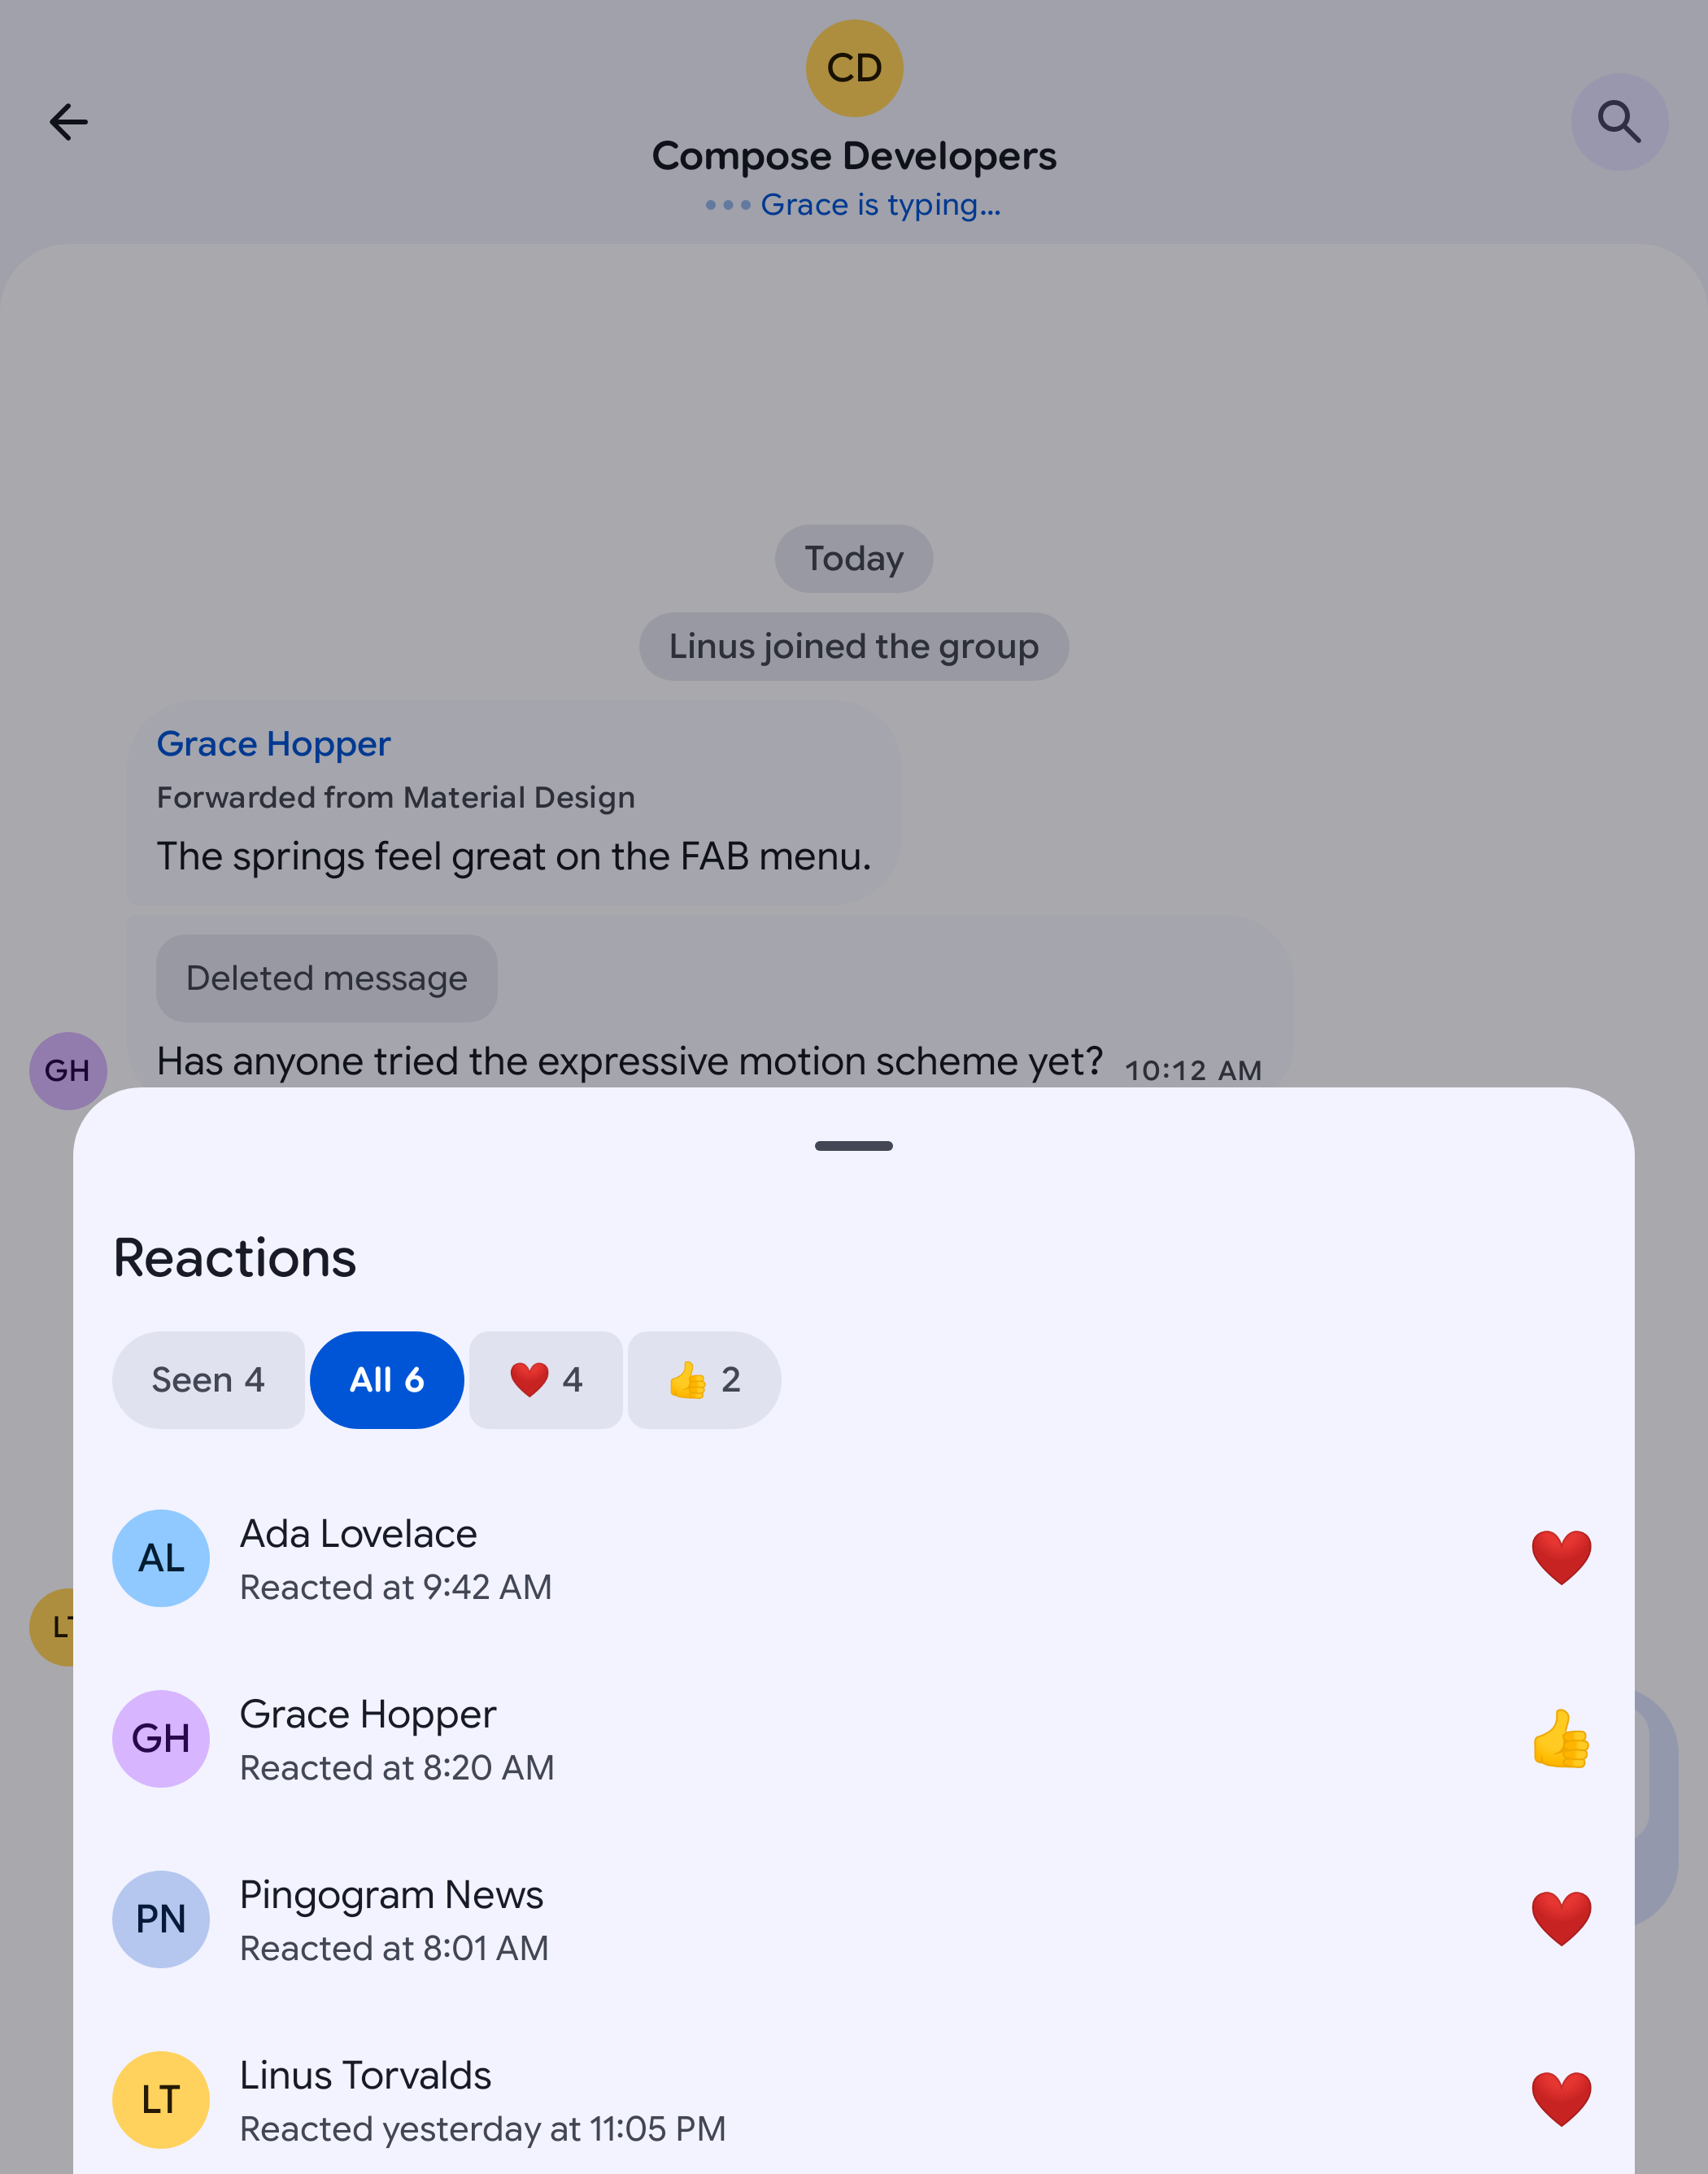 CD
Compose Developers
Grace is typing...
Today
Linus joined the group
Grace Hopper
Forwarded from Material Design
The springs feel great on the FAB menu.
Deleted message
GH
Has anyone tried the expressive motion scheme yet? 10:12 AM
Reactions
Seen 4
All 6
❤️ 4
👍 2
AL
Ada Lovelace
Reacted at 9:42 AM
GH
Grace Hopper
Reacted at 8:20 AM
PN
Pingogram News
Reacted at 8:01 AM
LT
Linus Torvalds
Reacted yesterday at 11:05 PM